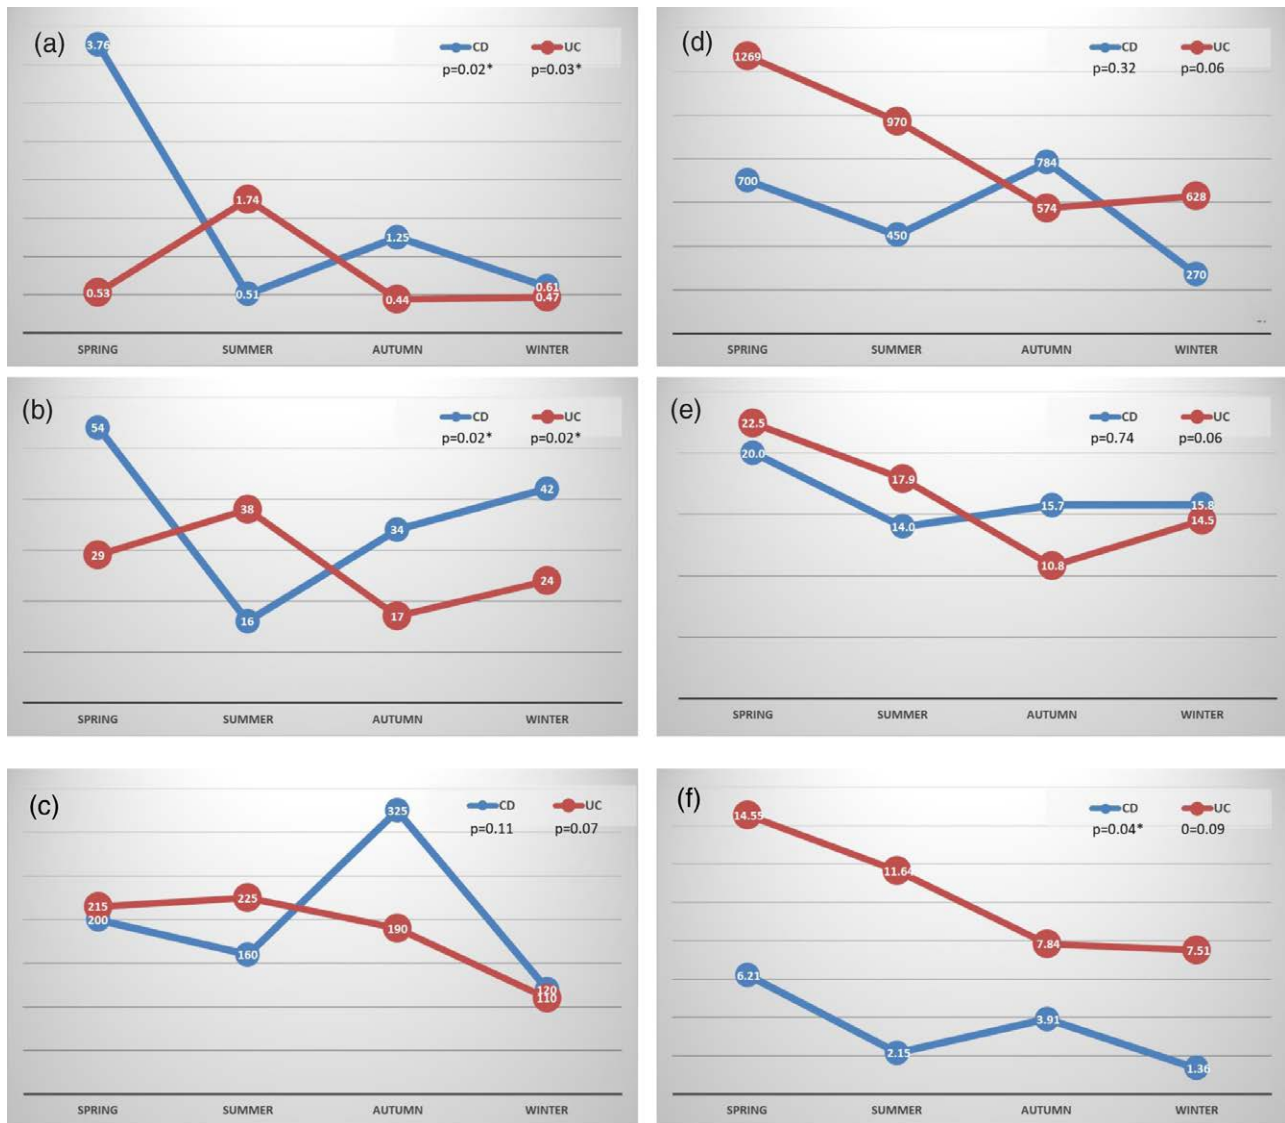 (a)
CD UC
p=0.02* p=0.03*
3.76
1.74
1.25
0.53 0.51 0.44 0.61
0.47
SPRING SUMMER AUTUMN WINTER
(d)
CD UC
p=0.32 p=0.06
1269
970
784
700
574 628
450
270
SPRING SUMMER AUTUMN WINTER
(b)
CD UC
p=0.02* p=0.02*
54
38 42
34
29
24
16 17
SPRING SUMMER AUTUMN WINTER
(e)
CD UC
p=0.74 p=0.06
22.5
20.0
17.9
15.7 15.8
14.0 14.5
10.8
SPRING SUMMER AUTUMN WINTER
(c)
CD UC
p=0.11 p=0.07
325
215 225
200 190
160
120
110
SPRING SUMMER AUTUMN WINTER
(f)
CD UC
p=0.04* 0=0.09
14.55
11.64
7.84 7.51
6.21
3.91
2.15 1.36
SPRING SUMMER AUTUMN WINTER